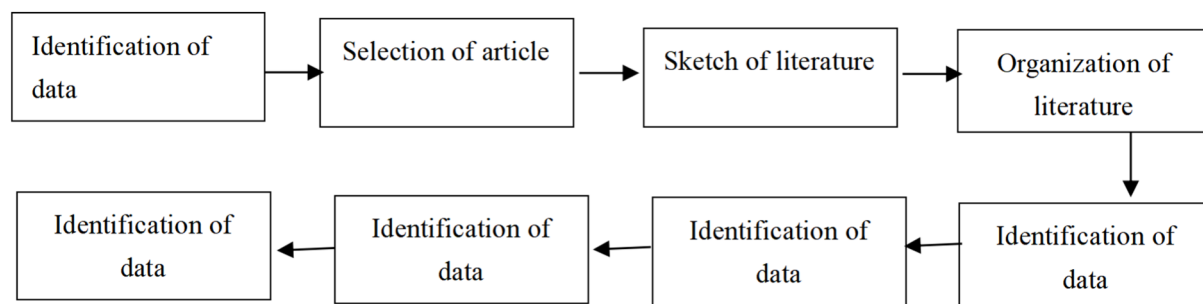 Identification of
data
Selection of article
Sketch of literature
Organization of
literature
Identification of
data
Identification of
data
Identification of
data
Identification of
data